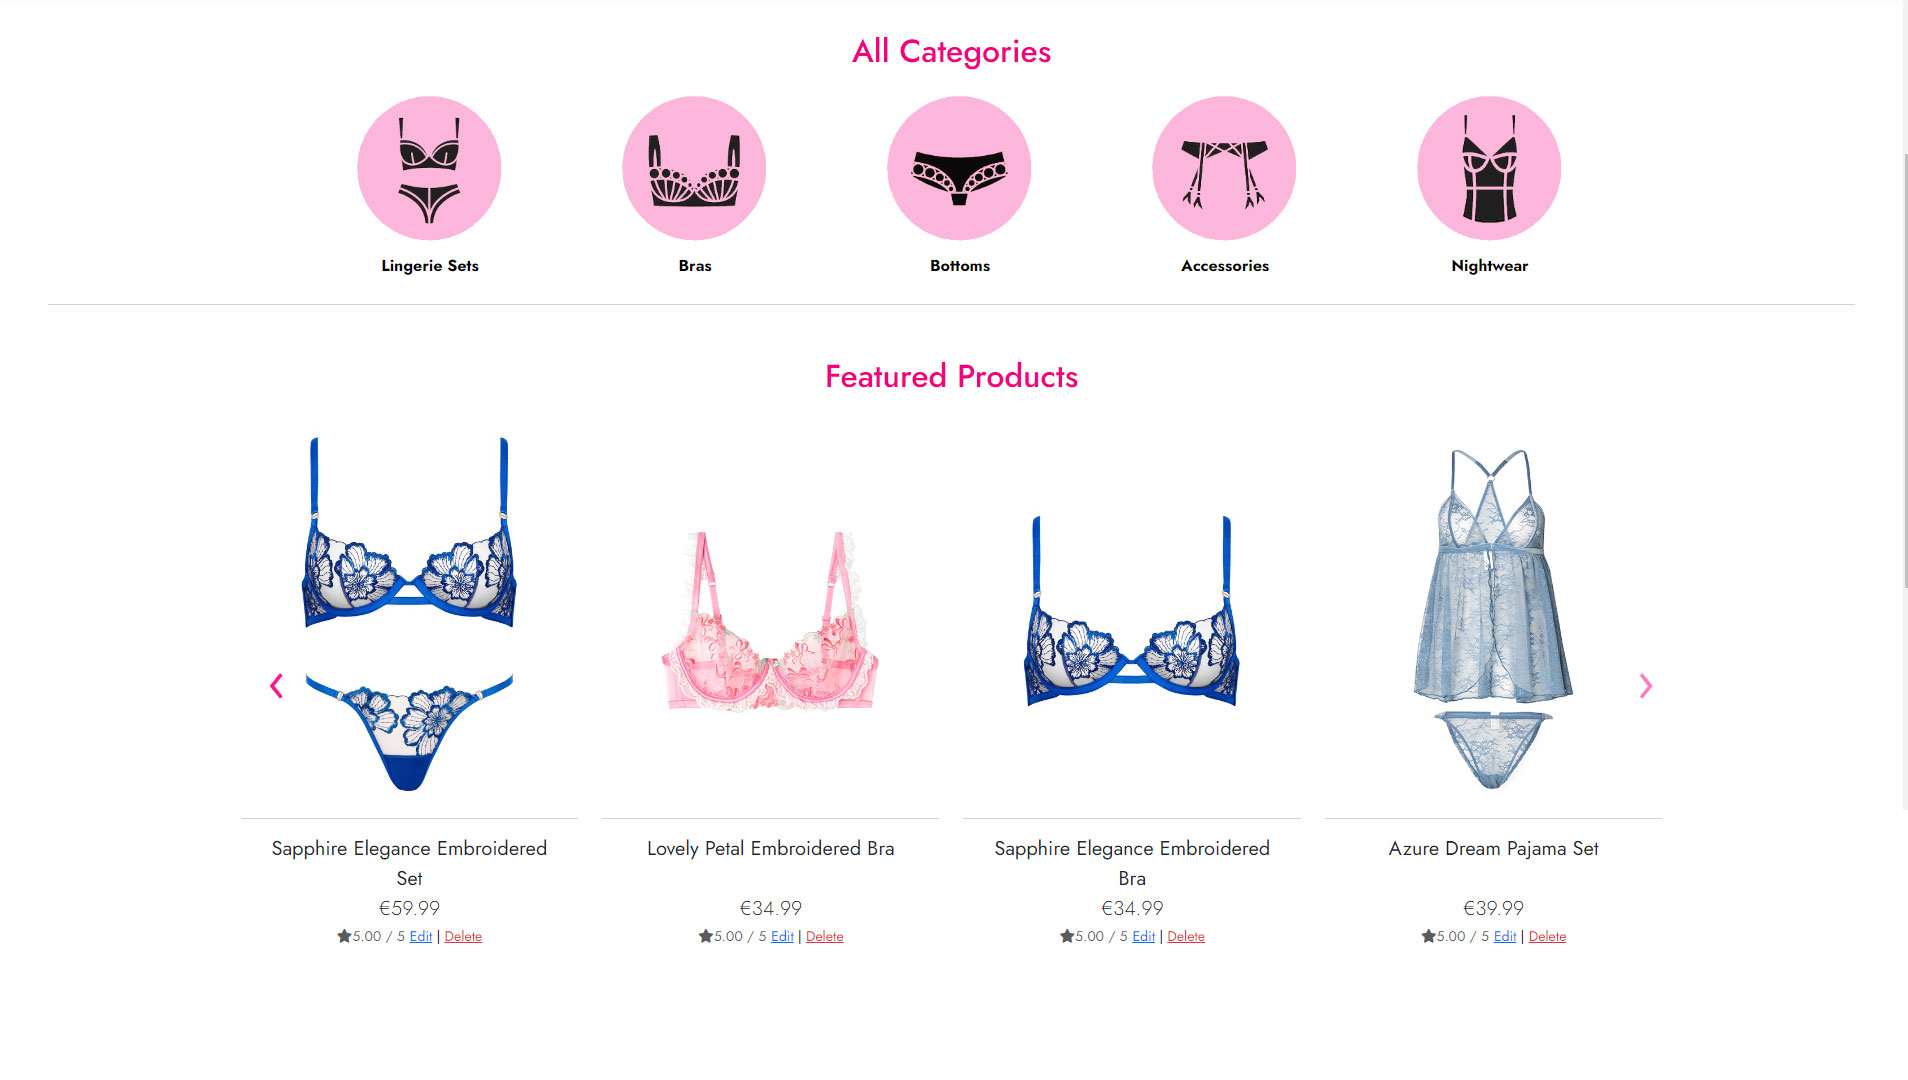 All Categories
Lingerie Sets
Bras
Bottoms
Accessories
Nightwear
Featured Products
Sapphire Elegance Embroidered
Set
€59.99
5.00 / 5 Edit | Delete
Lovely Petal Embroidered Bra
€34.99
5.00 / 5 Edit | Delete
Sapphire Elegance Embroidered
Bra
€34.99
5.00 / 5 Edit | Delete
Azure Dream Pajama Set
€39.99
5.00 / 5 Edit | Delete